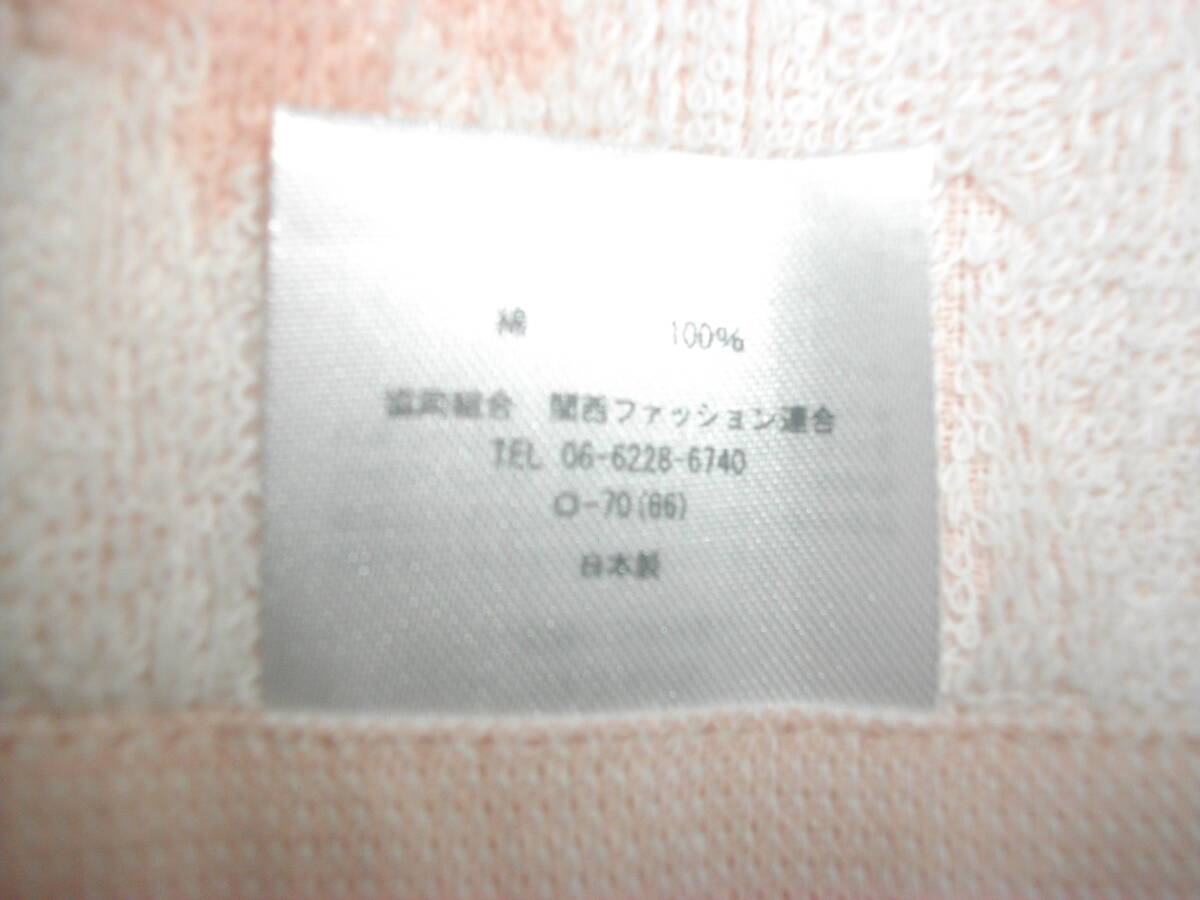 綿 100%
協同組合 関西ファッション連合
TEL 06-6228-6740
ロ-70(66)
日本製